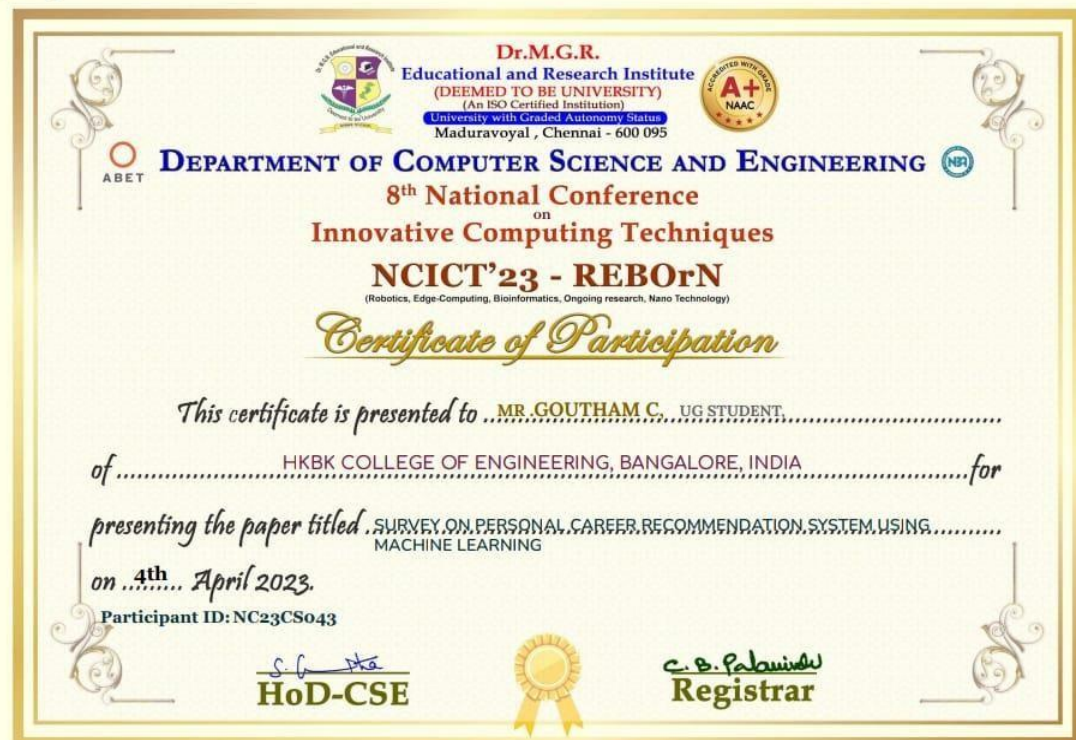 Dr.M.G.R.
Educational and Research Institute
(DEEMED TO BE UNIVERSITY)
(An ISO Certified Institution)
University with Graded Autonomy Status
Maduravoyal , Chennai - 600 095
ACCREDITED WITH GRADE
A+
NAAC
ABET
DEPARTMENT OF COMPUTER SCIENCE AND ENGINEERING
NBA
8th National Conference
on
Innovative Computing Techniques
NCICT'23 - REBOrN
(Robotics, Edge-Computing, Bioinformatics, Ongoing research, Nano Technology)
Certificate of Participation
This certificate is presented to ..MR .GOUTHAM C, UG STUDENT,
of HKBK COLLEGE OF ENGINEERING, BANGALORE, INDIA for
presenting the paper titled SURVEY ON PERSONAL CAREER RECOMMENDATION SYSTEM USING
MACHINE LEARNING
on ..4th... April 2023.
Participant ID: NC23CS043
HoD-CSE
Registrar